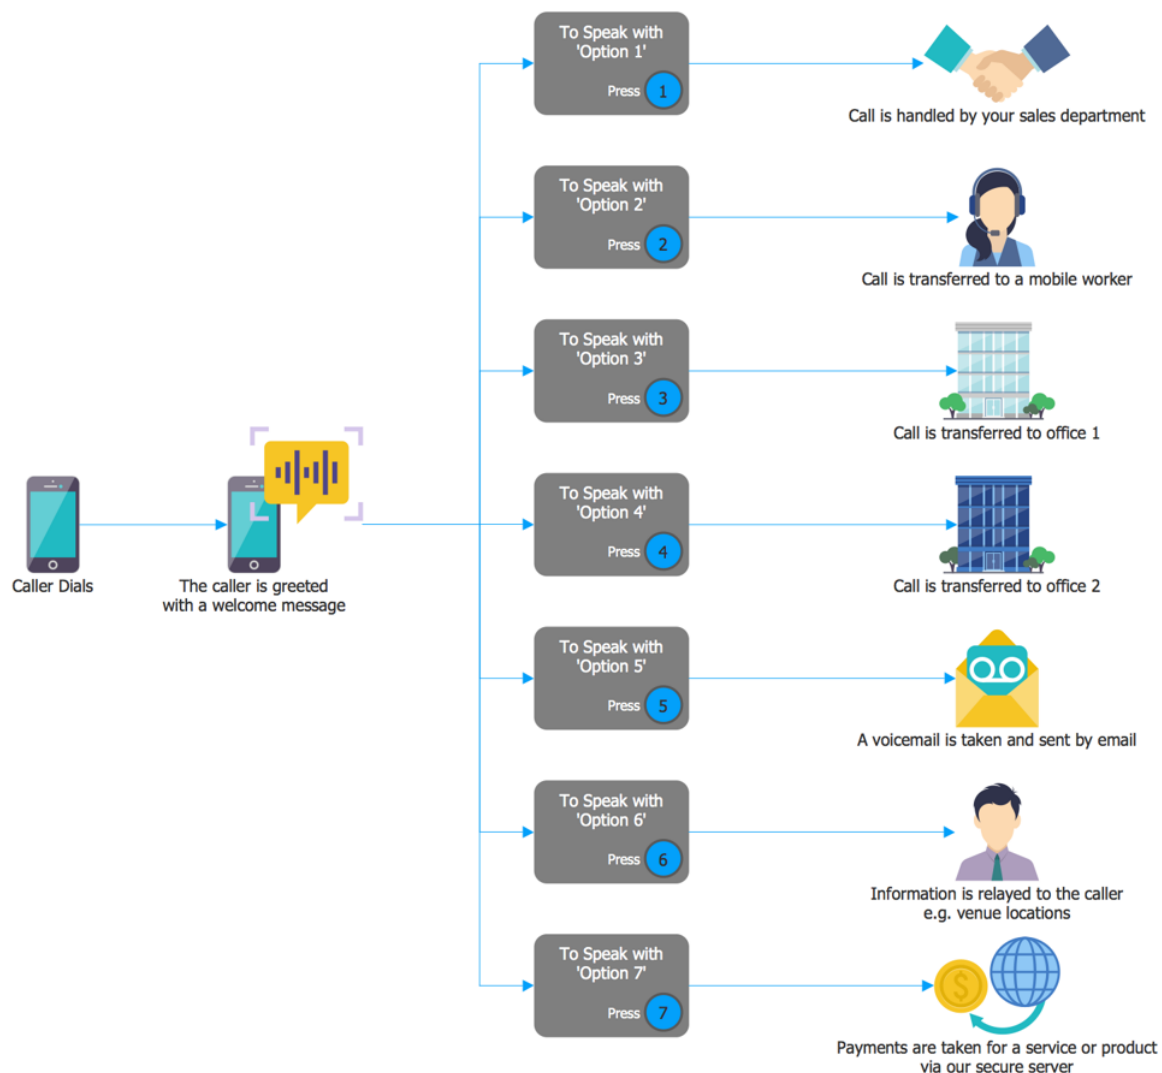 Caller Dials
The caller is greeted
with a welcome message
To Speak with
'Option 1'
Press 1
Call is handled by your sales department
To Speak with
'Option 2'
Press 2
Call is transferred to a mobile worker
To Speak with
'Option 3'
Press 3
Call is transferred to office 1
To Speak with
'Option 4'
Press 4
Call is transferred to office 2
To Speak with
'Option 5'
Press 5
A voicemail is taken and sent by email
To Speak with
'Option 6'
Press 6
Information is relayed to the caller
e.g. venue locations
To Speak with
'Option 7'
Press 7
$
Payments are taken for a service or product
via our secure server